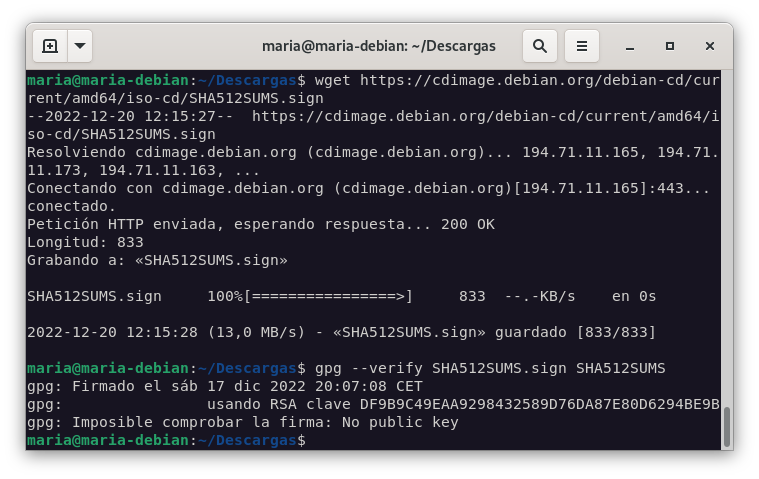 maria@maria-debian: ~/Descargas
maria@maria-debian:~/Descargas$ wget https://cdimage.debian.org/debian-cd/cur
rent/amd64/iso-cd/SHA512SUMS.sign
--2022-12-20 12:15:27--  https://cdimage.debian.org/debian-cd/current/amd64/i
so-cd/SHA512SUMS.sign
Resolviendo cdimage.debian.org (cdimage.debian.org)... 194.71.11.165, 194.71.
11.173, 194.71.11.163, ...
Conectando con cdimage.debian.org (cdimage.debian.org)[194.71.11.165]:443...
conectado.
Petición HTTP enviada, esperando respuesta... 200 OK
Longitud: 833
Grabando a: «SHA512SUMS.sign»
SHA512SUMS.sign     100%[================>]     833  --.-KB/s    en 0s
2022-12-20 12:15:28 (13,0 MB/s) - «SHA512SUMS.sign» guardado [833/833]
maria@maria-debian:~/Descargas$ gpg --verify SHA512SUMS.sign SHA512SUMS
gpg: Firmado el sáb 17 dic 2022 20:07:08 CET
gpg:                usando RSA clave DF9B9C49EAA9298432589D76DA87E80D6294BE9B
gpg: Imposible comprobar la firma: No public key
maria@maria-debian:~/Descargas$